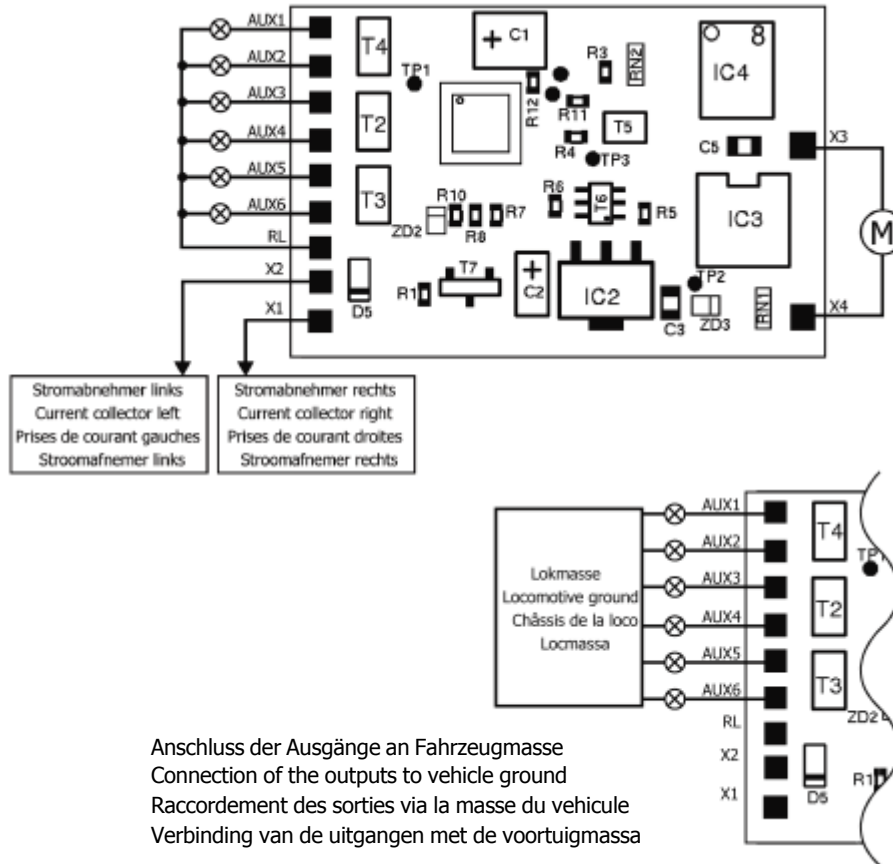 AUX1
AUX2
AUX3
AUX4
AUX5
AUX6
RL
X2
X1
T4
T2
T3
TP1
C1
R12
R3
RN2
R11
R4
T5
TP3
IC4
C5
X3
R10
ZD2
R8
R7
R6
T6
R5
IC3
M
D5
R1
T7
C2
IC2
C3
TP2
ZD3
RN1
X4
Stromabnehmer links
Current collector left
Prises de courant gauches
Stroomafnemer links
Stromabnehmer rechts
Current collector right
Prises de courant droites
Stroomafnemer rechts
Lokmasse
Locomotive ground
Châssis de la loco
Locmassa
AUX1
AUX2
AUX3
AUX4
AUX5
AUX6
RL
X2
X1
T4
TP1
T2
T3
ZD2
D5
R1
Anschluss der Ausgänge an Fahrzeugmasse
Connection of the outputs to vehicle ground
Raccordement des sorties via la masse du vehicule
Verbinding van de uitgangen met de voortuigmassa